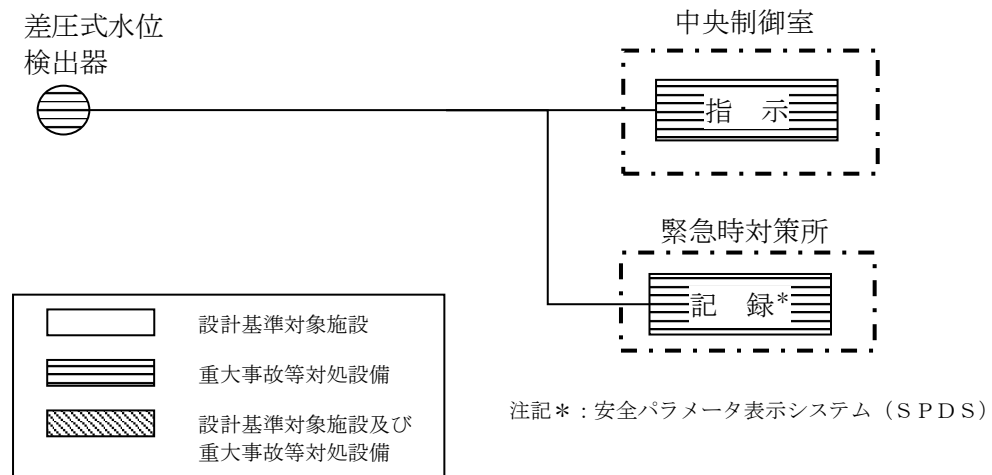 差圧式水位
検出器
中央制御室
指　示
緊急時対策所
記　録*
設計基準対象施設
重大事故等対処設備
設計基準対象施設及び
重大事故等対処設備
注記＊：安全パラメータ表示システム（ＳＰＤＳ）